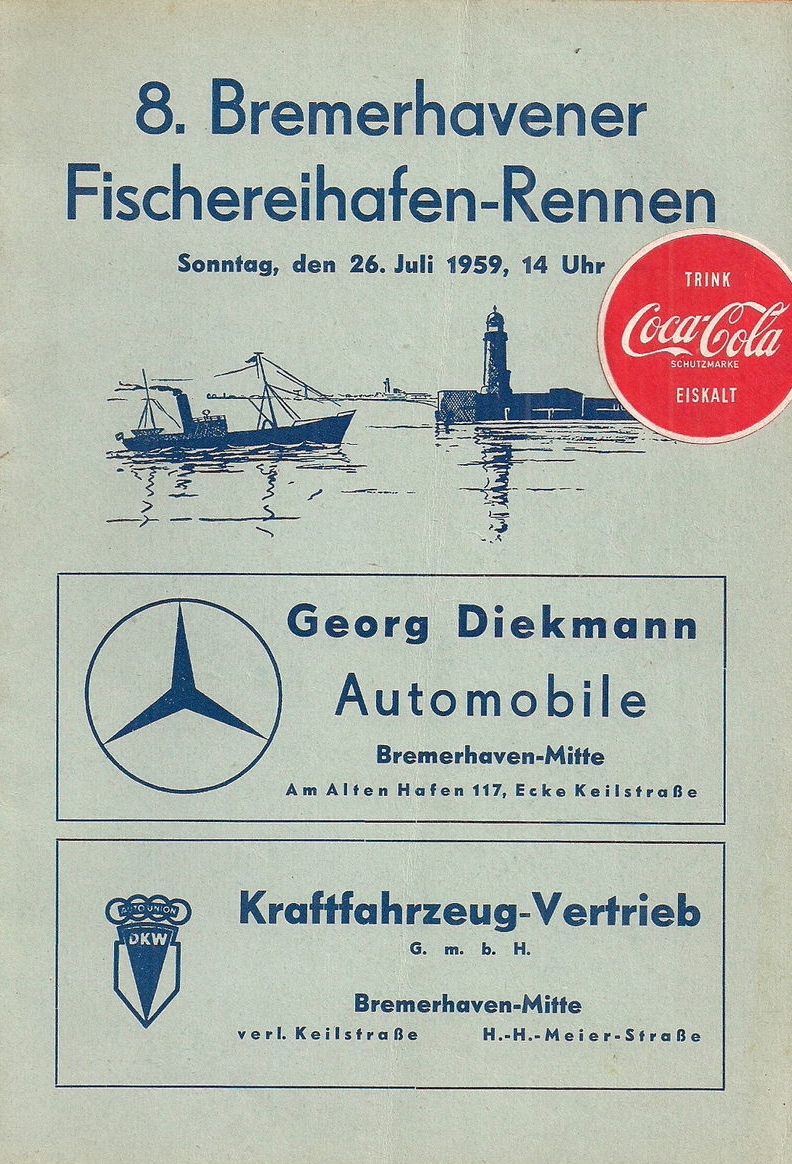 8. Bremerhavener
Fischereihafen-Rennen
Sonntag, den 26. Juli 1959, 14 Uhr
TRINK
Coca-Cola
SCHUTZMARKE
EISKALT
Georg Diekmann
Automobile
Bremerhaven-Mitte
Am Alten Hafen 117, Ecke Keilstraße
AUTO UNION
DKW
Kraftfahrzeug-Vertrieb
G. m. b. H.
Bremerhaven-Mitte
verl. Keilstraße H.-H.-Meier-Straße